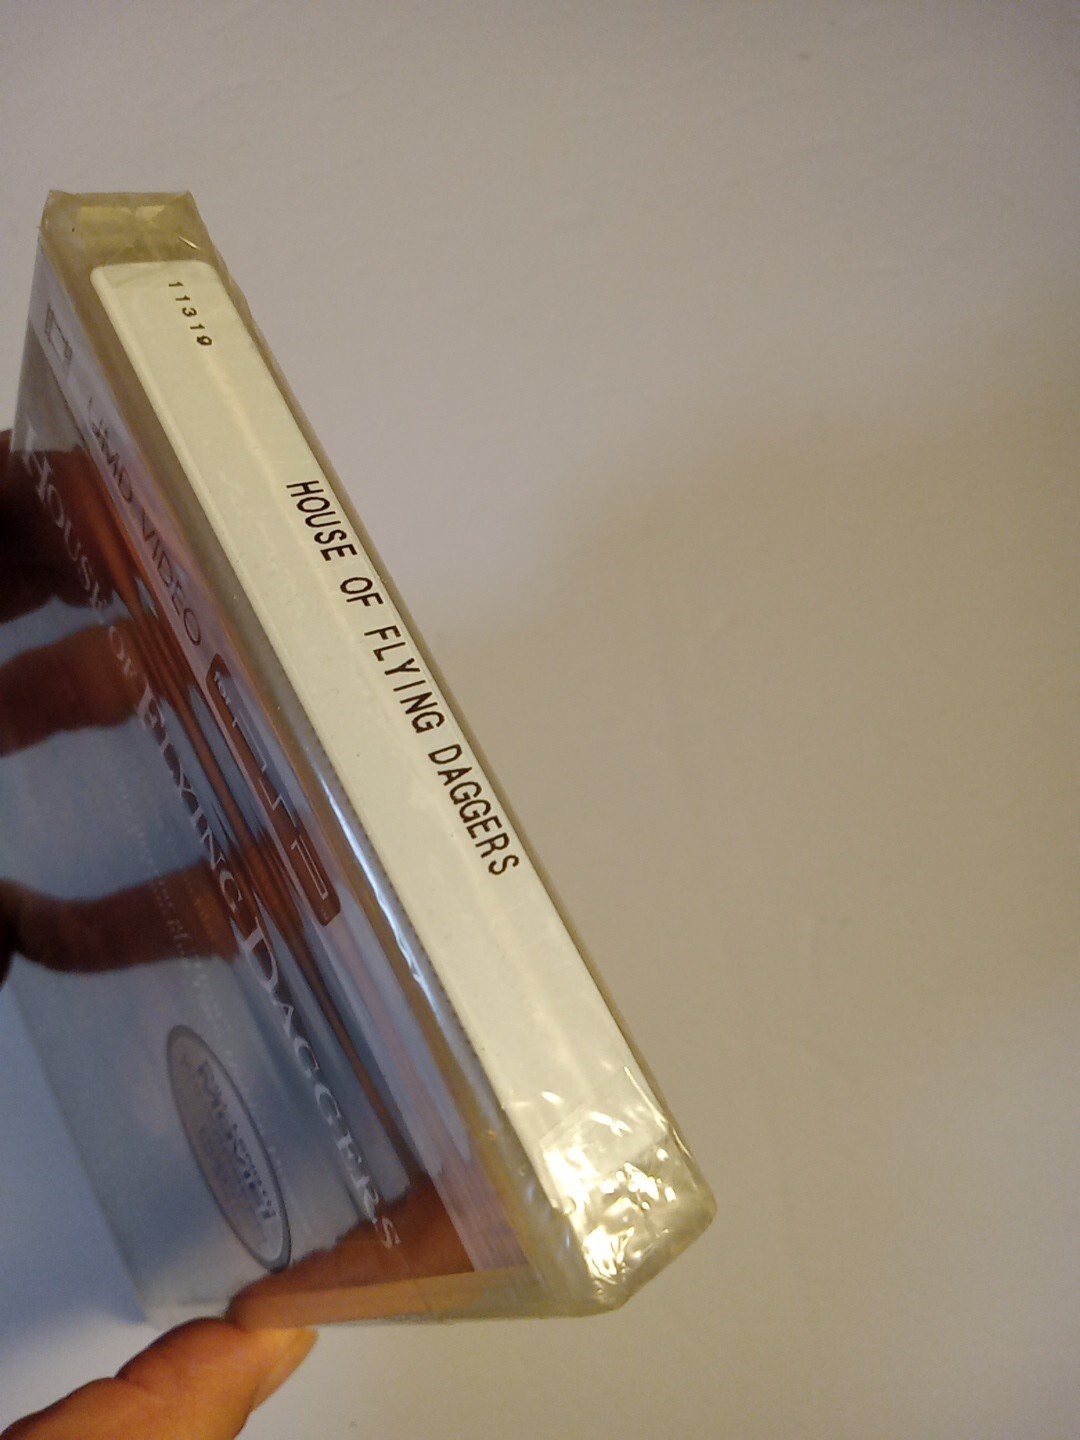 11319
HOUSE OF FLYING DAGGERS
UMD VIDEO
HOUSE OF FLYING DAGGERS